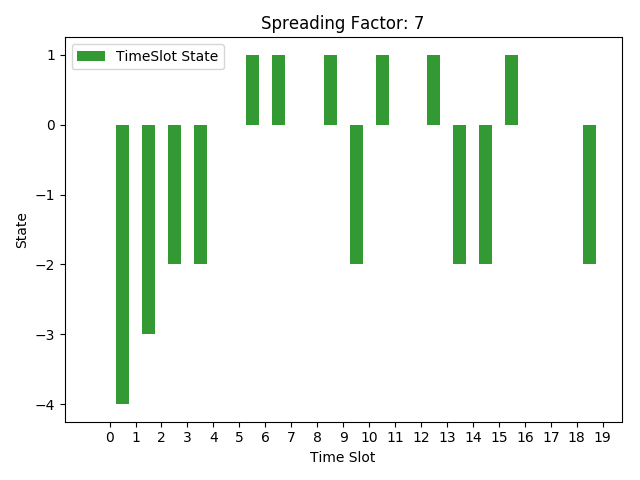 Spreading Factor: 7
TimeSlot State
1
0
−1
−2
−3
−4
State
0 1 2 3 4 5 6 7 8 9 10 11 12 13 14 15 16 17 18 19
Time Slot